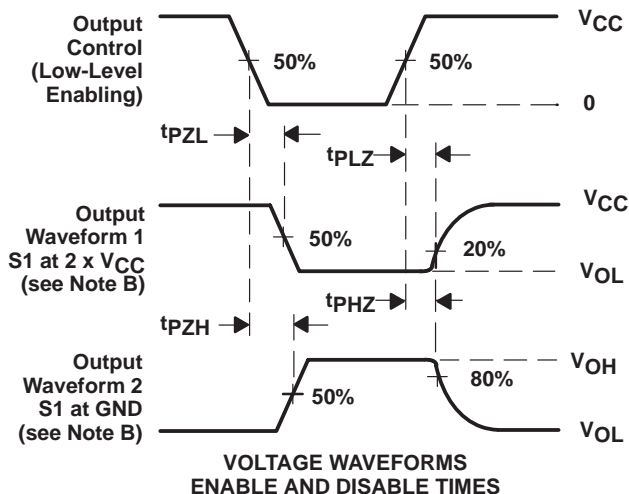 Output
Control
(Low-Level
Enabling)
50%
50%
VCC
0
tPZL
tPLZ
Output
Waveform 1
S1 at 2 x VCC
(see Note B)
50%
20%
VCC
VOL
tPZH
tPHZ
Output
Waveform 2
S1 at GND
(see Note B)
50%
80%
VOH
VOL
VOLTAGE WAVEFORMS
ENABLE AND DISABLE TIMES